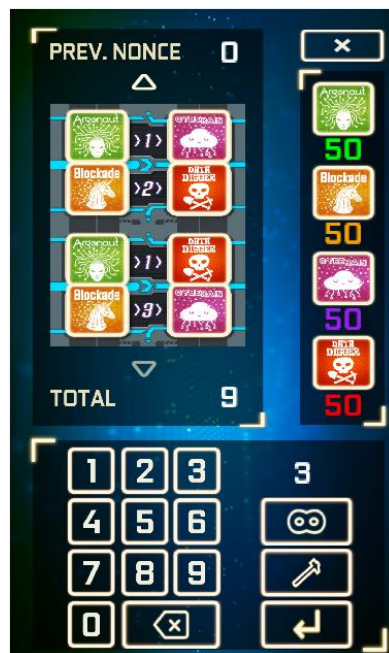 PREV. NONCE 0
×
Argonaut >1> CYBERAIN
Blockade >2> DATA DIGGER
Argonaut >1> DATA DIGGER
Blockade >3> CYBERAIN
TOTAL 9
Argonaut
50
Blockade
50
CYBERAIN
50
DATA DIGGER
50
1 2 3 3
4 5 6
7 8 9
0